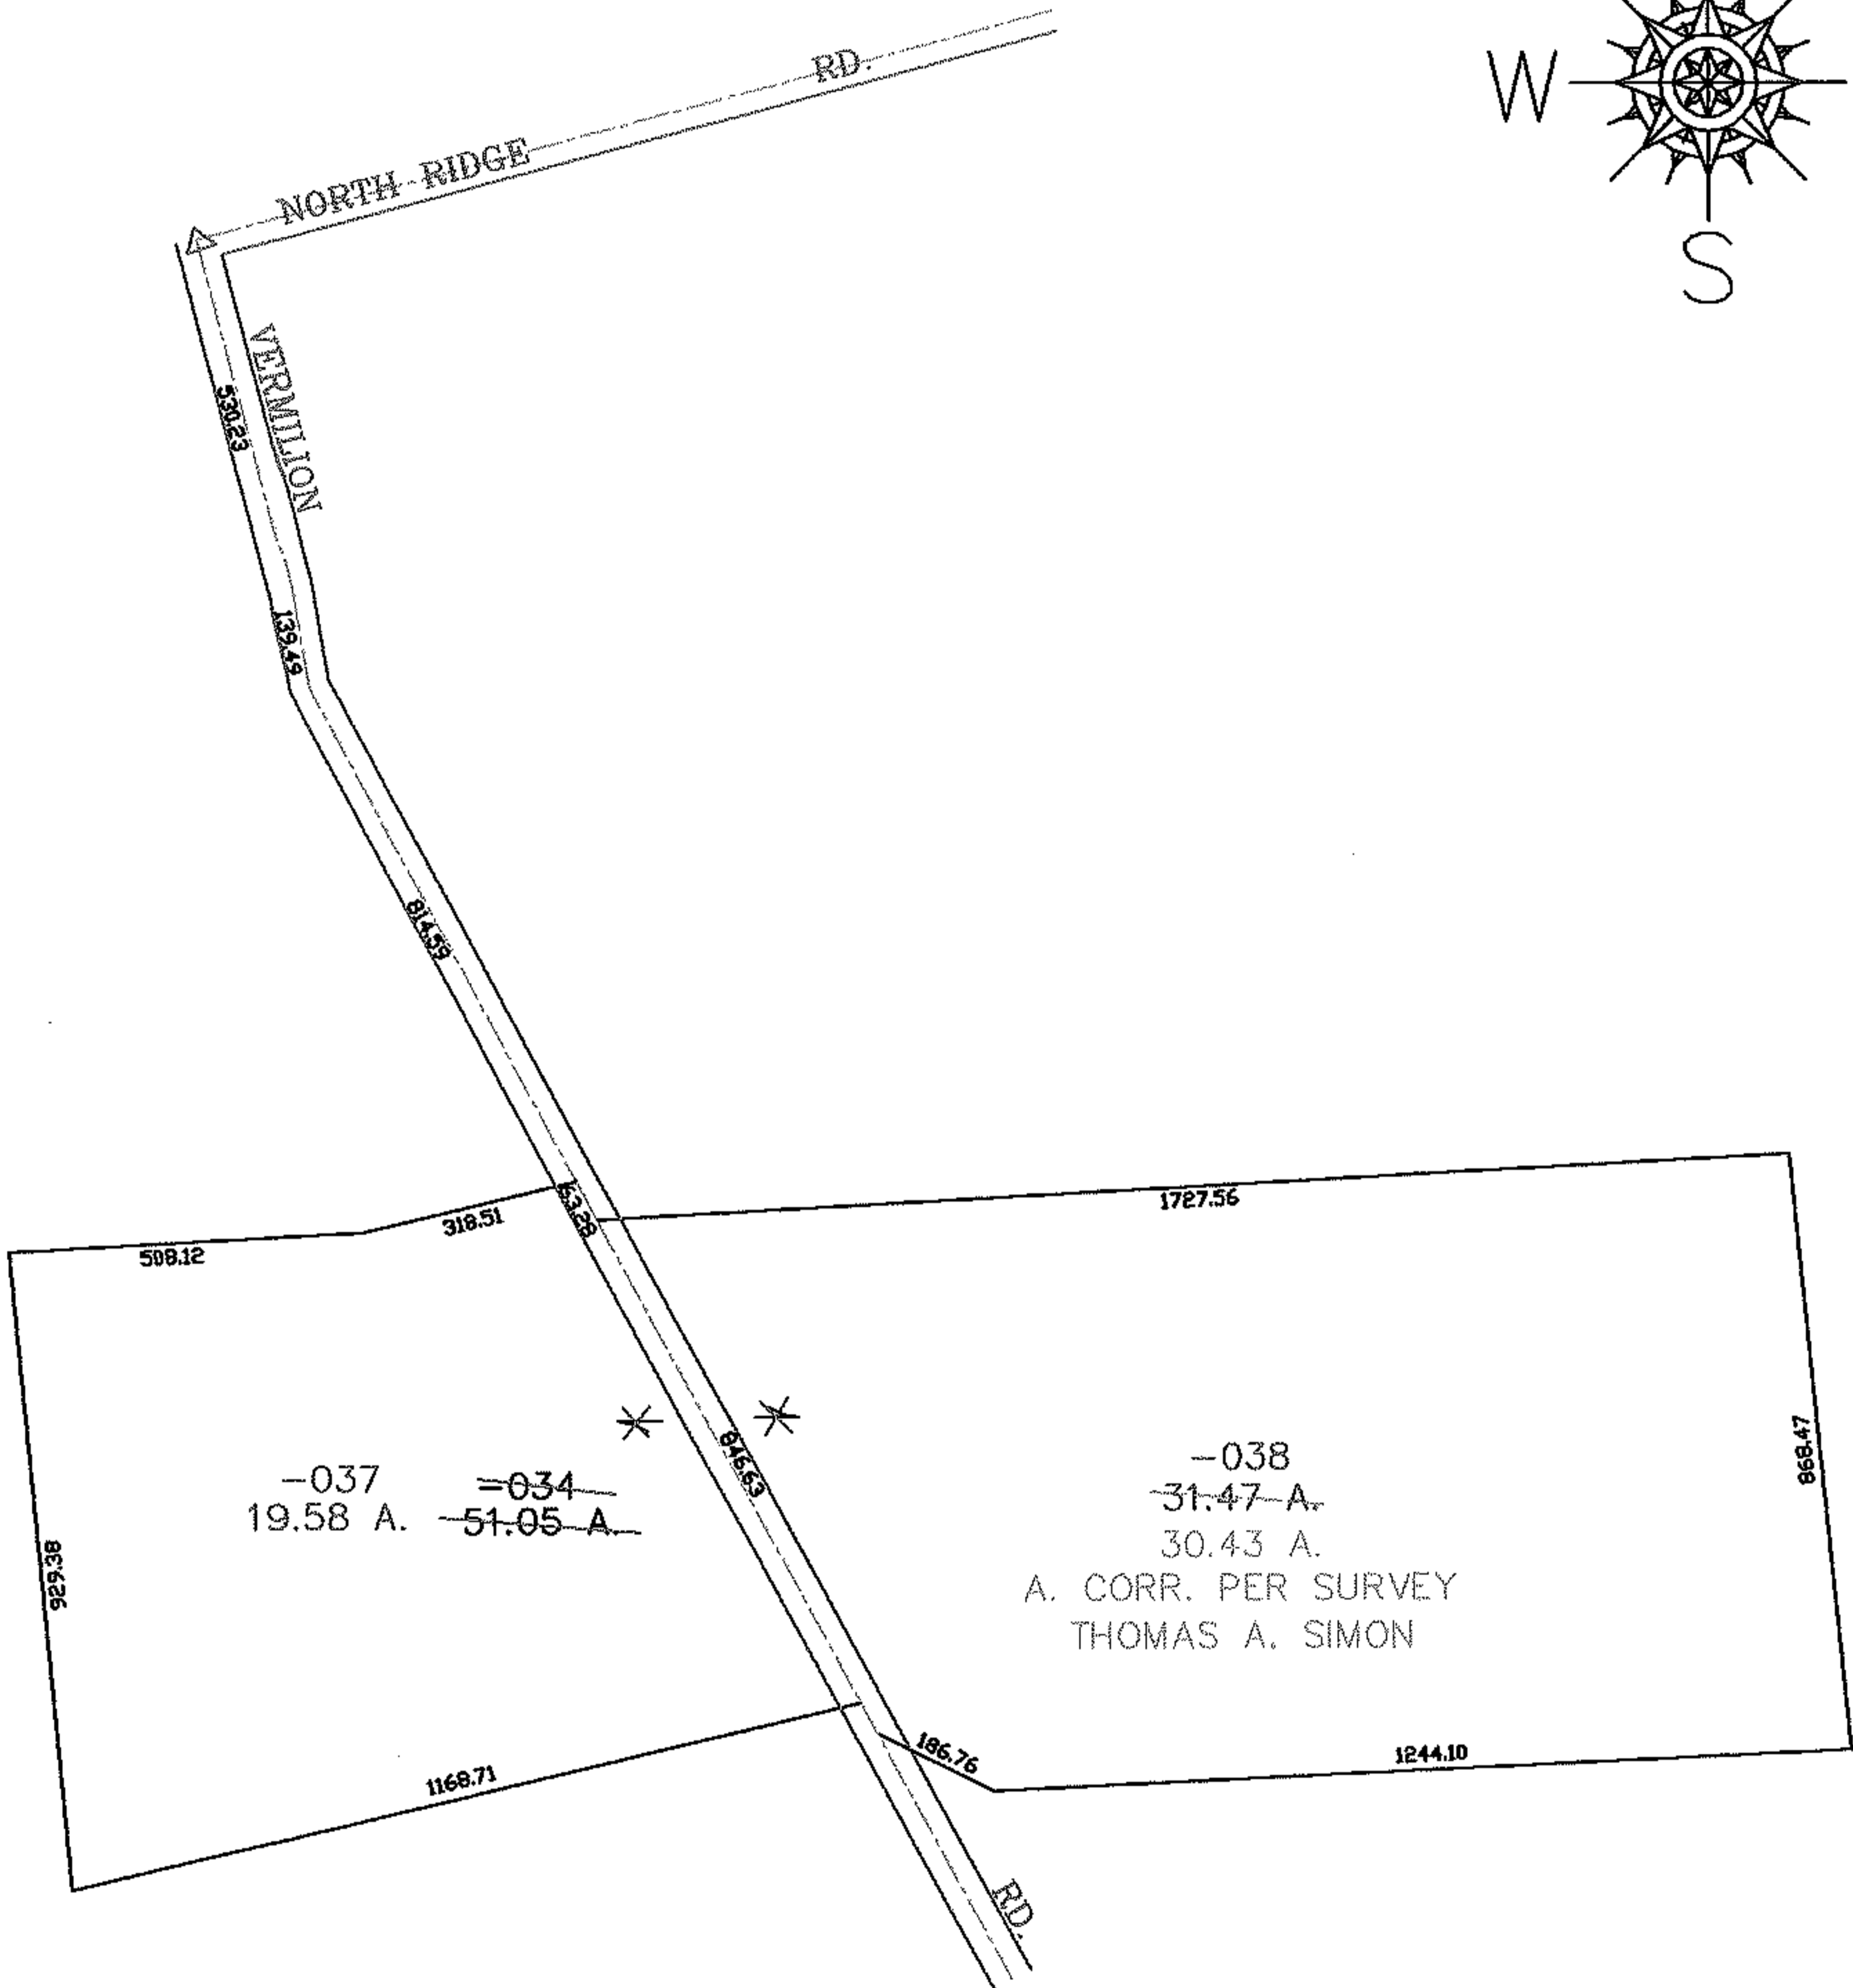 W
S
NORTH RIDGE RD.
VERMILION
530.23
139.49
814.59
63.28
1727.56
318.51
508.12
846.63
868.47
-037
19.58 A.
=034
51.05 A.
-038
31.47 A.
30.43 A.
A. CORR. PER SURVEY
THOMAS A. SIMON
929.38
186.76
1244.10
1168.71
RD.